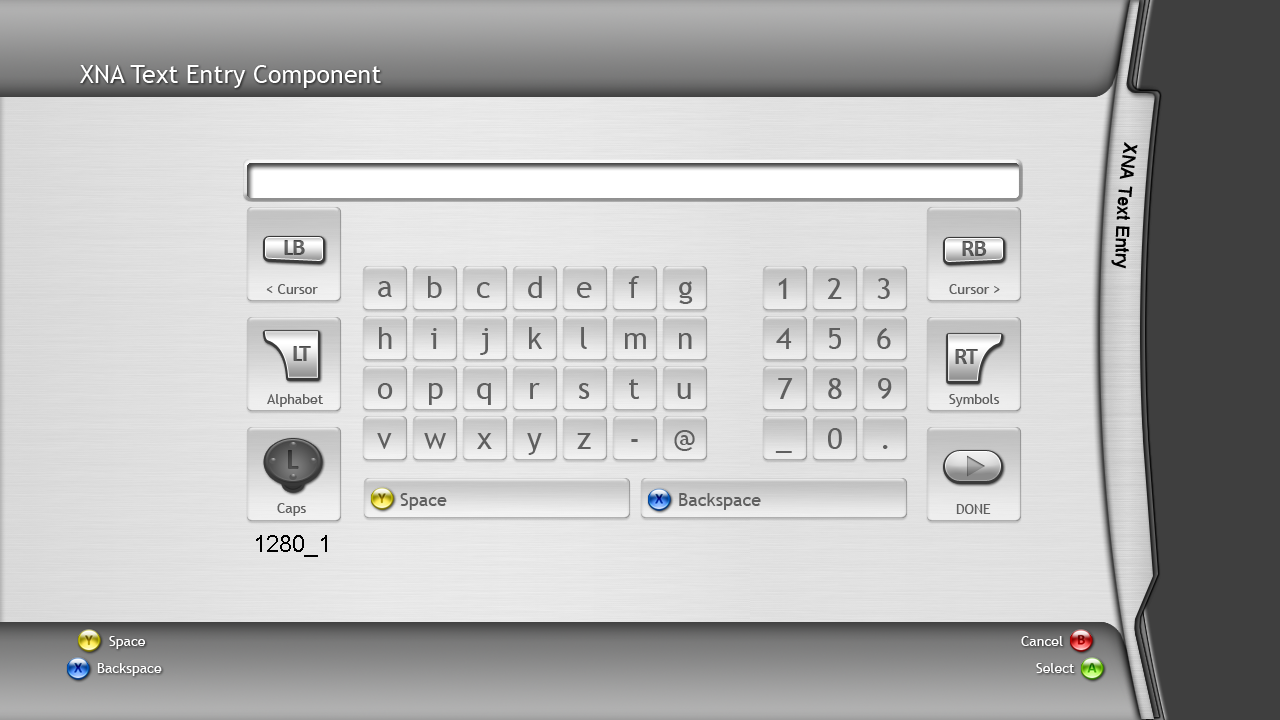 XNA Text Entry Component
XNA Text Entry
LB
< Cursor
RB
Cursor >
a b c d e f g 1 2 3
h i j k l m n 4 5 6
LT
Alphabet
RT
Symbols
o p q r s t u 7 8 9
v w x y z - @ _ 0 .
L
Caps
Y Space
X Backspace
DONE
1280_1
Y Space
X Backspace
Cancel B
Select A